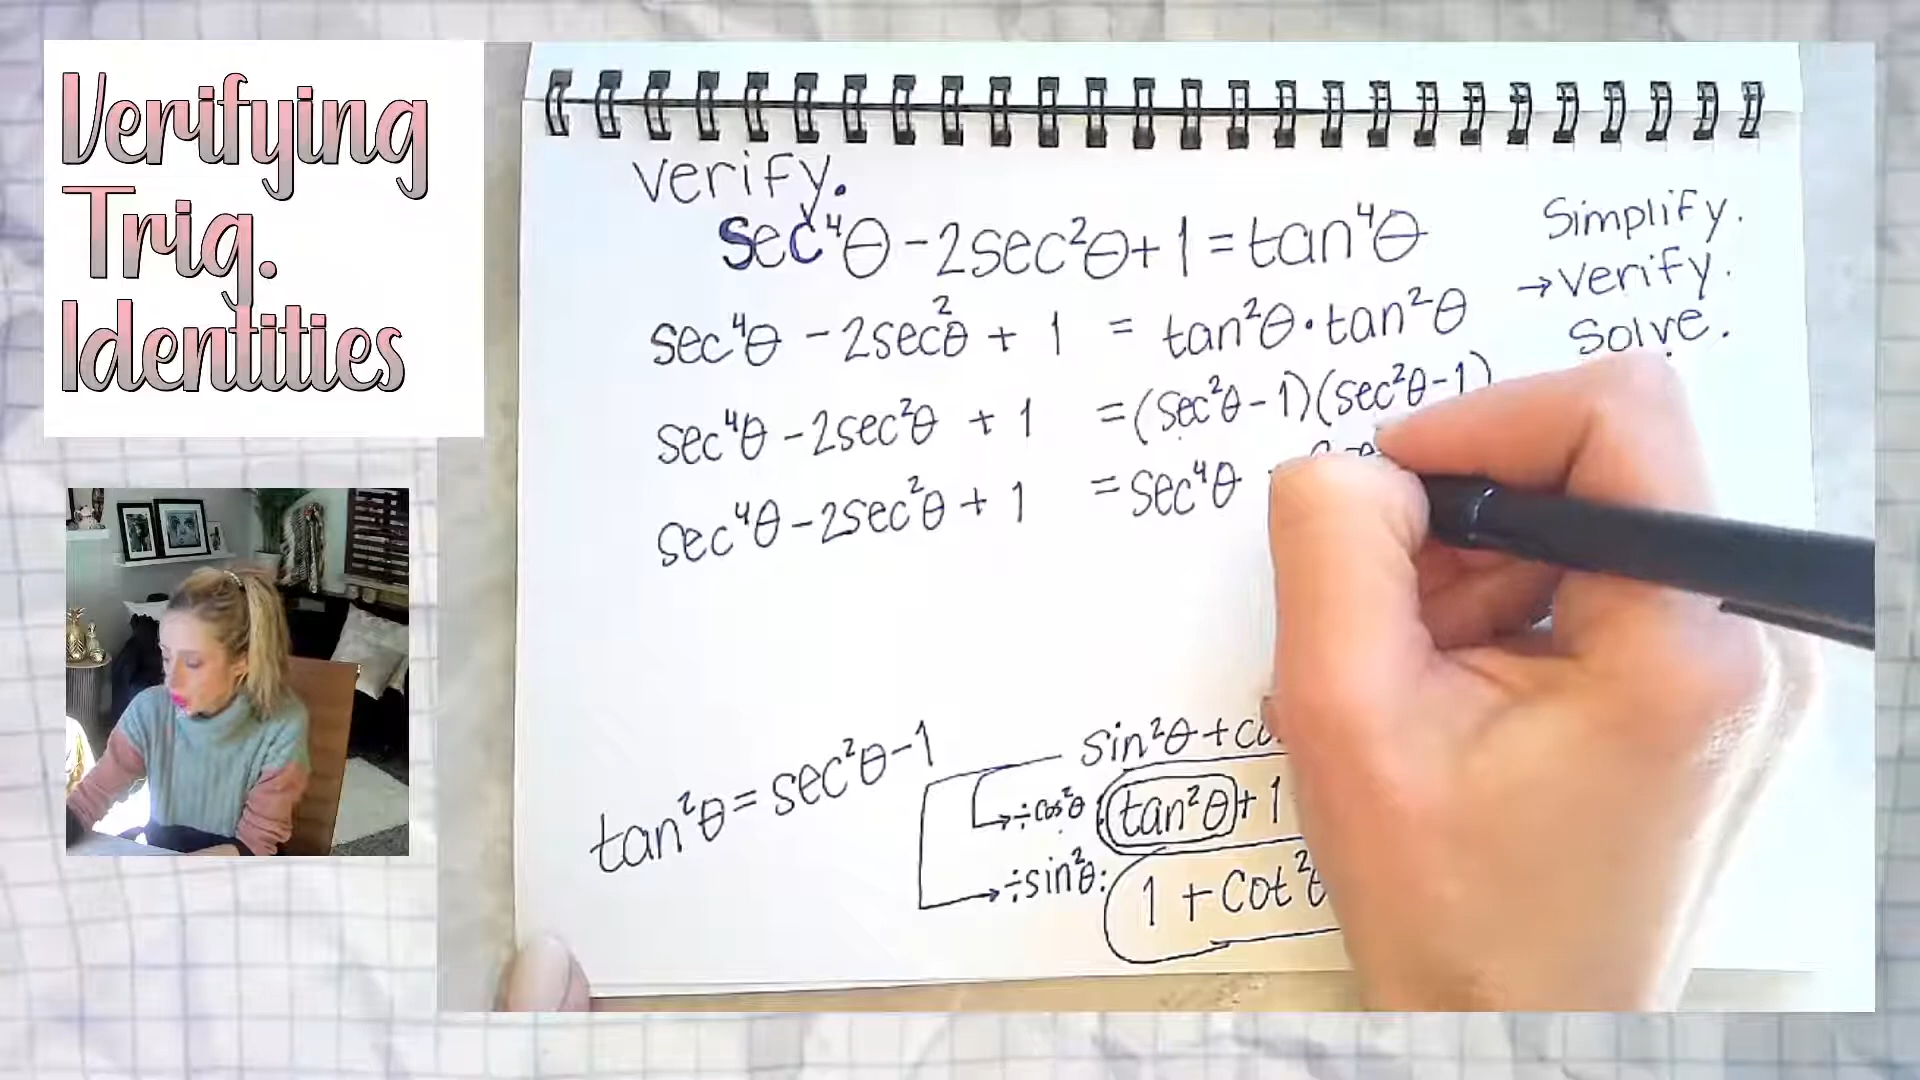 Verifying
Trig.
Identities
Verify.
sec⁴θ - 2sec²θ + 1 = tan⁴θ
sec⁴θ - 2sec²θ + 1 = tan²θ · tan²θ
sec⁴θ - 2sec²θ + 1 = (sec²θ - 1)(sec²θ - 1)
sec⁴θ - 2sec²θ + 1 = sec⁴θ
Simplify.
→ Verify.
Solve.
tan²θ = sec²θ - 1
sin²θ +
÷cos²θ: tan²θ + 1
÷sin²θ: 1 + cot²θ